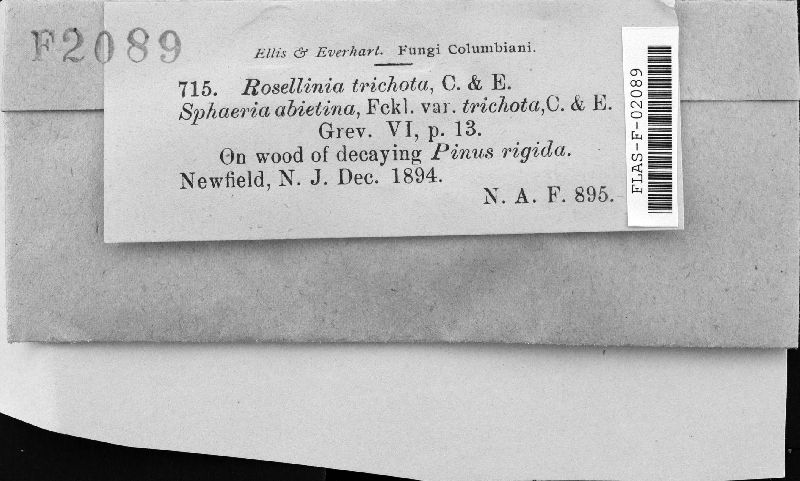 F2089
Ellis & Everhart. Fungi Columbiani.
715. Rosellinia trichota, C. & E.
Sphaeria abietina, Fckl. var. trichota, C. & E.
Grev. VI, p. 13.
On wood of decaying Pinus rigida.
Newfield, N. J. Dec. 1894.
N. A. F. 895.
FLAS-F-02089